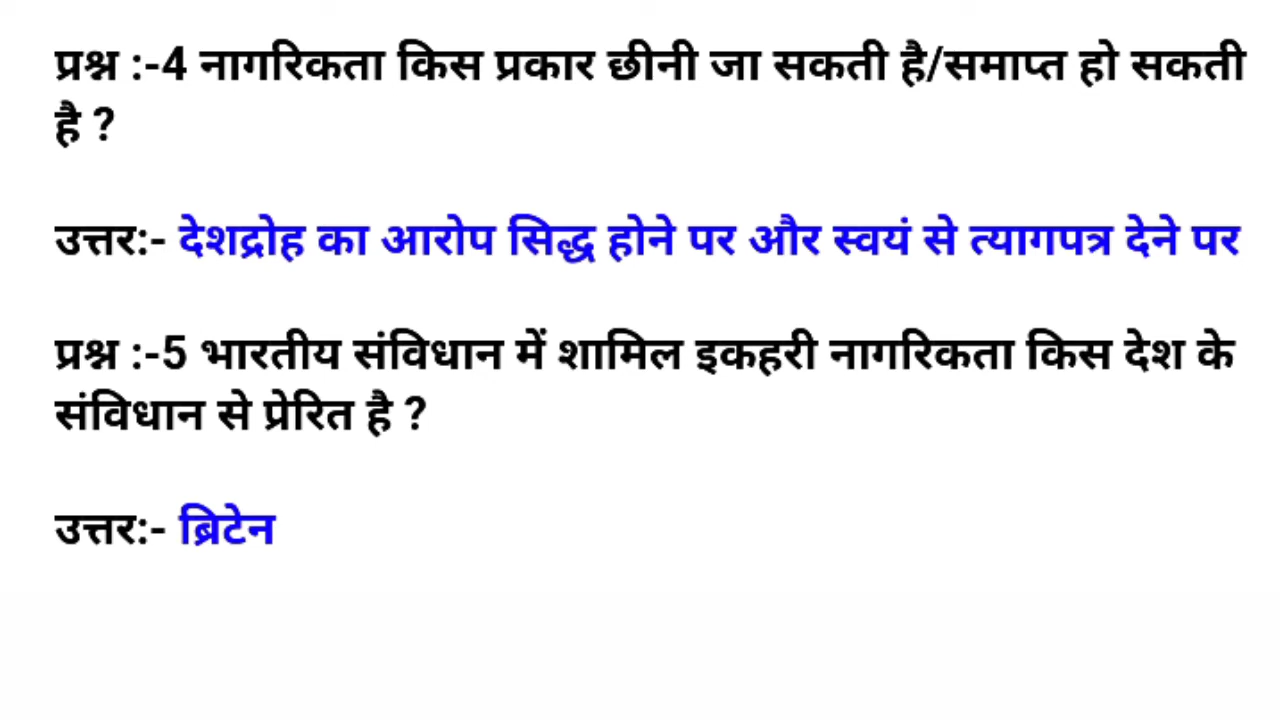 प्रश्न :-4 नागरिकता किस प्रकार छीनी जा सकती है/समाप्त हो सकती
है ?
उत्तर:- देशद्रोह का आरोप सिद्ध होने पर और स्वयं से त्यागपत्र देने पर
प्रश्न :-5 भारतीय संविधान में शामिल इकहरी नागरिकता किस देश के
संविधान से प्रेरित है ?
उत्तर:- ब्रिटेन